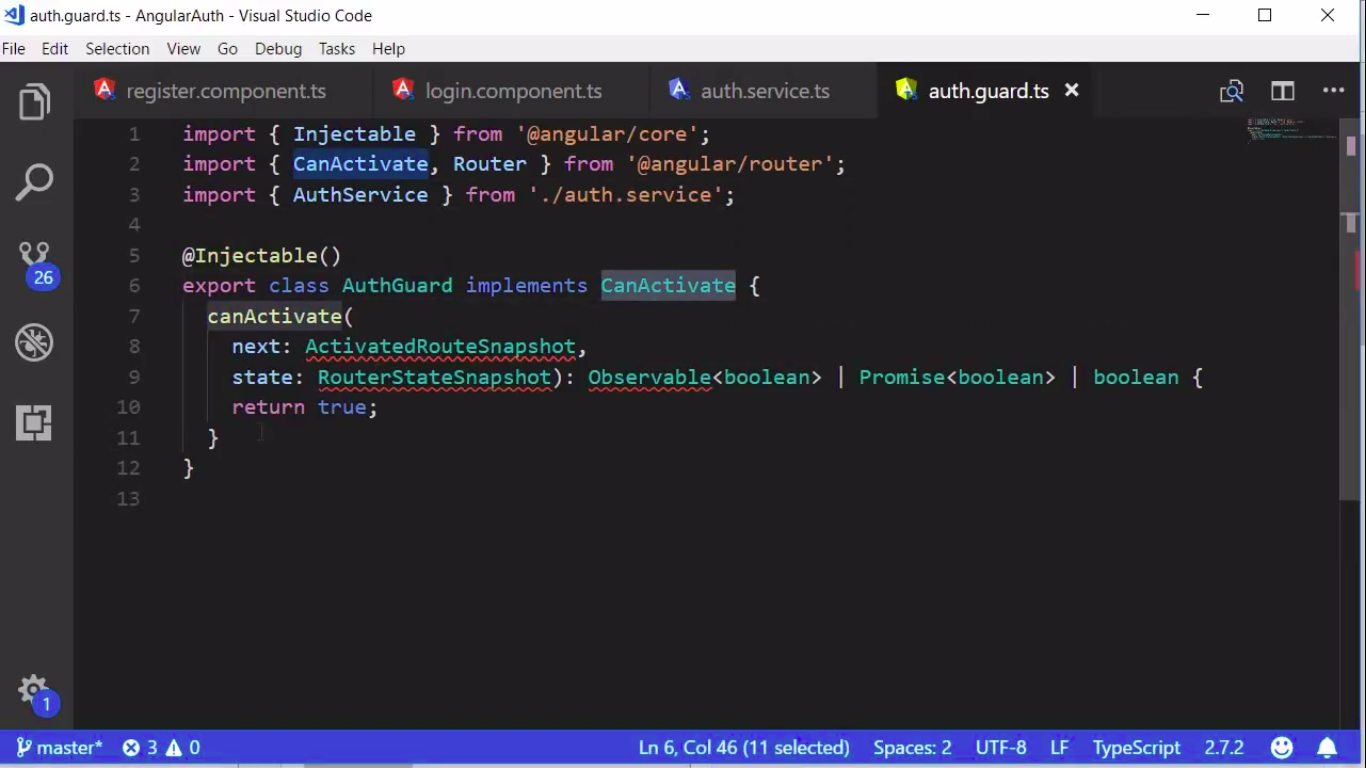 auth.guard.ts - AngularAuth - Visual Studio Code
File Edit Selection View Go Debug Tasks Help
register.component.ts login.component.ts auth.service.ts auth.guard.ts
1 import { Injectable } from '@angular/core';
2 import { CanActivate, Router } from '@angular/router';
3 import { AuthService } from './auth.service';
4
5 @Injectable()
6 export class AuthGuard implements CanActivate {
7 canActivate(
8 next: ActivatedRouteSnapshot,
9 state: RouterStateSnapshot): Observable<boolean> | Promise<boolean> | boolean {
10 return true;
11 }
12 }
13
26
1
master* 3 0 Ln 6, Col 46 (11 selected) Spaces: 2 UTF-8 LF TypeScript 2.7.2